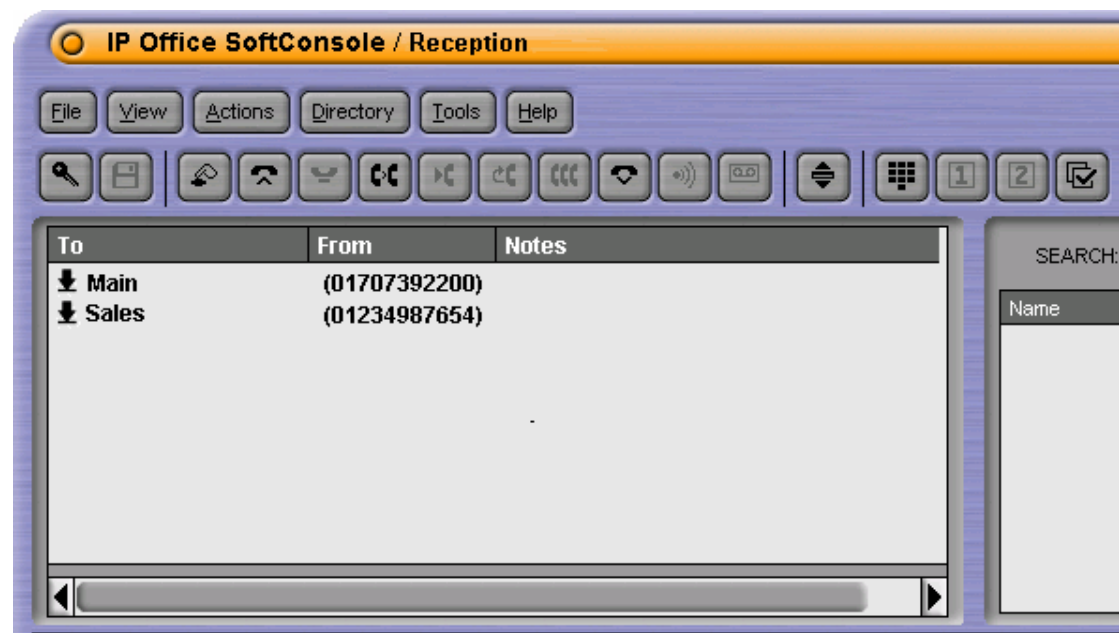 IP Office SoftConsole / Reception
File View Actions Directory Tools Help
1 2
To From Notes
Main (01707392200)
Sales (01234987654)
SEARCH:
Name